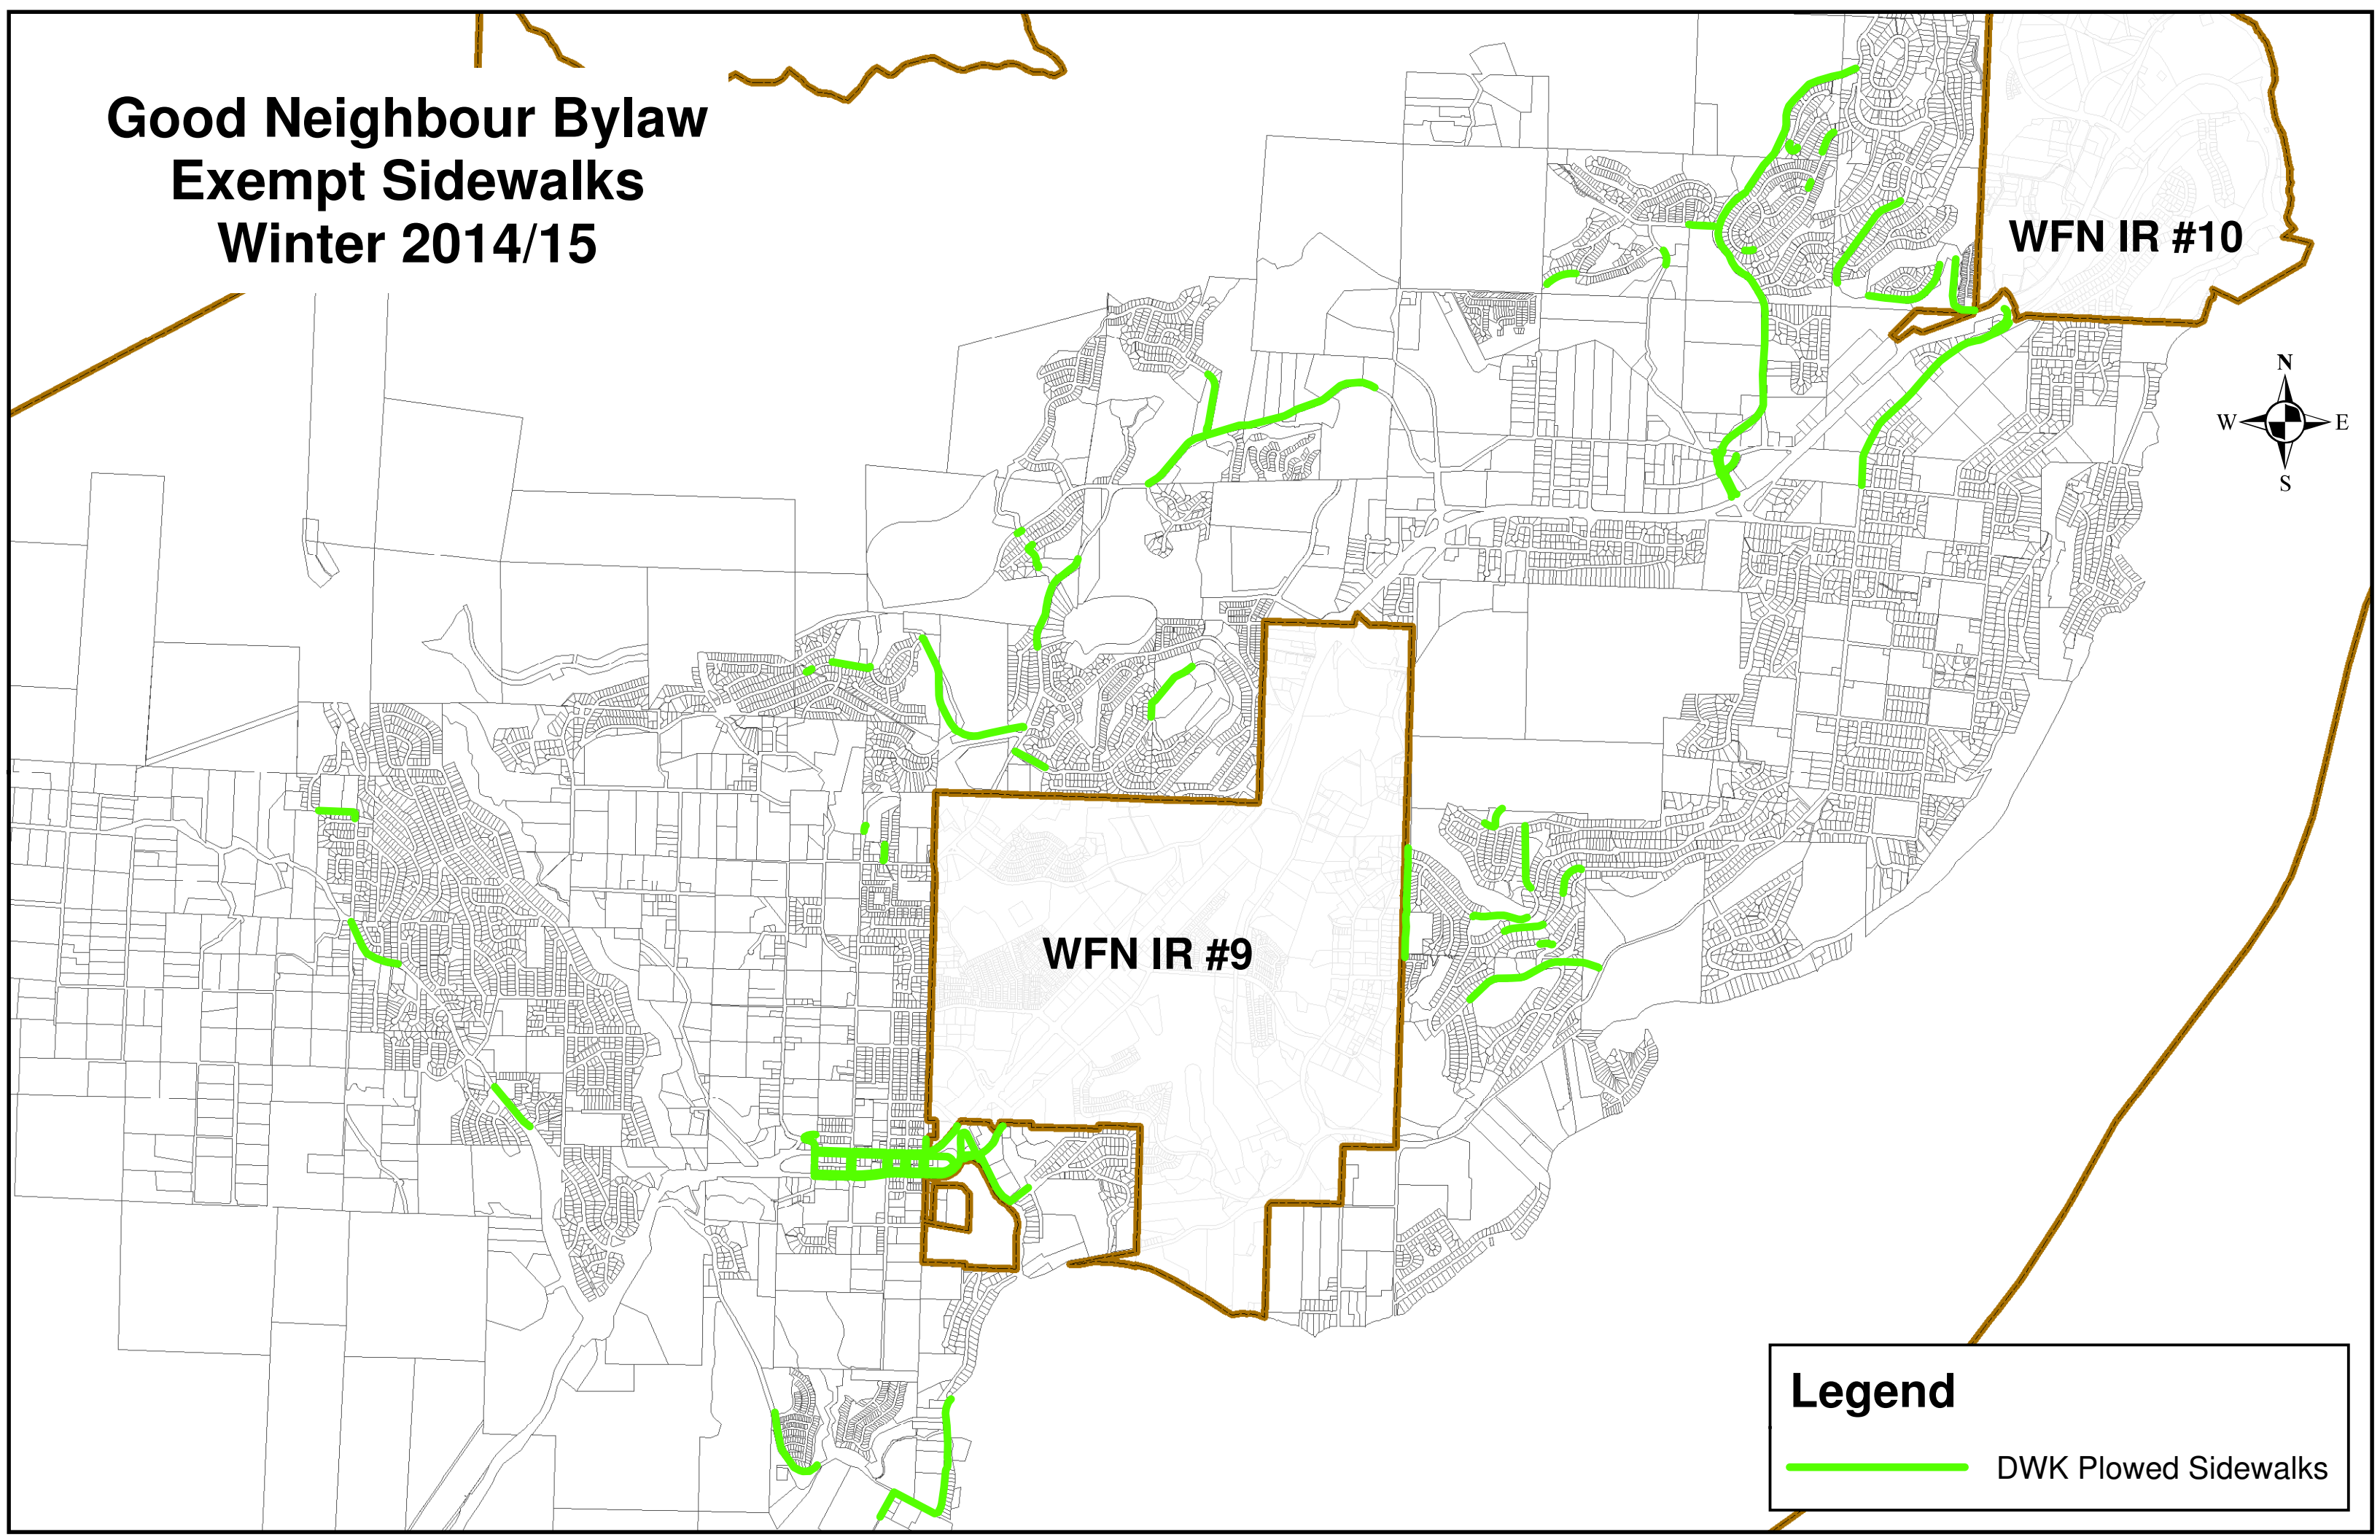 Good Neighbour Bylaw
Exempt Sidewalks
Winter 2014/15
WFN IR #10
N
W E
S
WFN IR #9
Legend
DWK Plowed Sidewalks